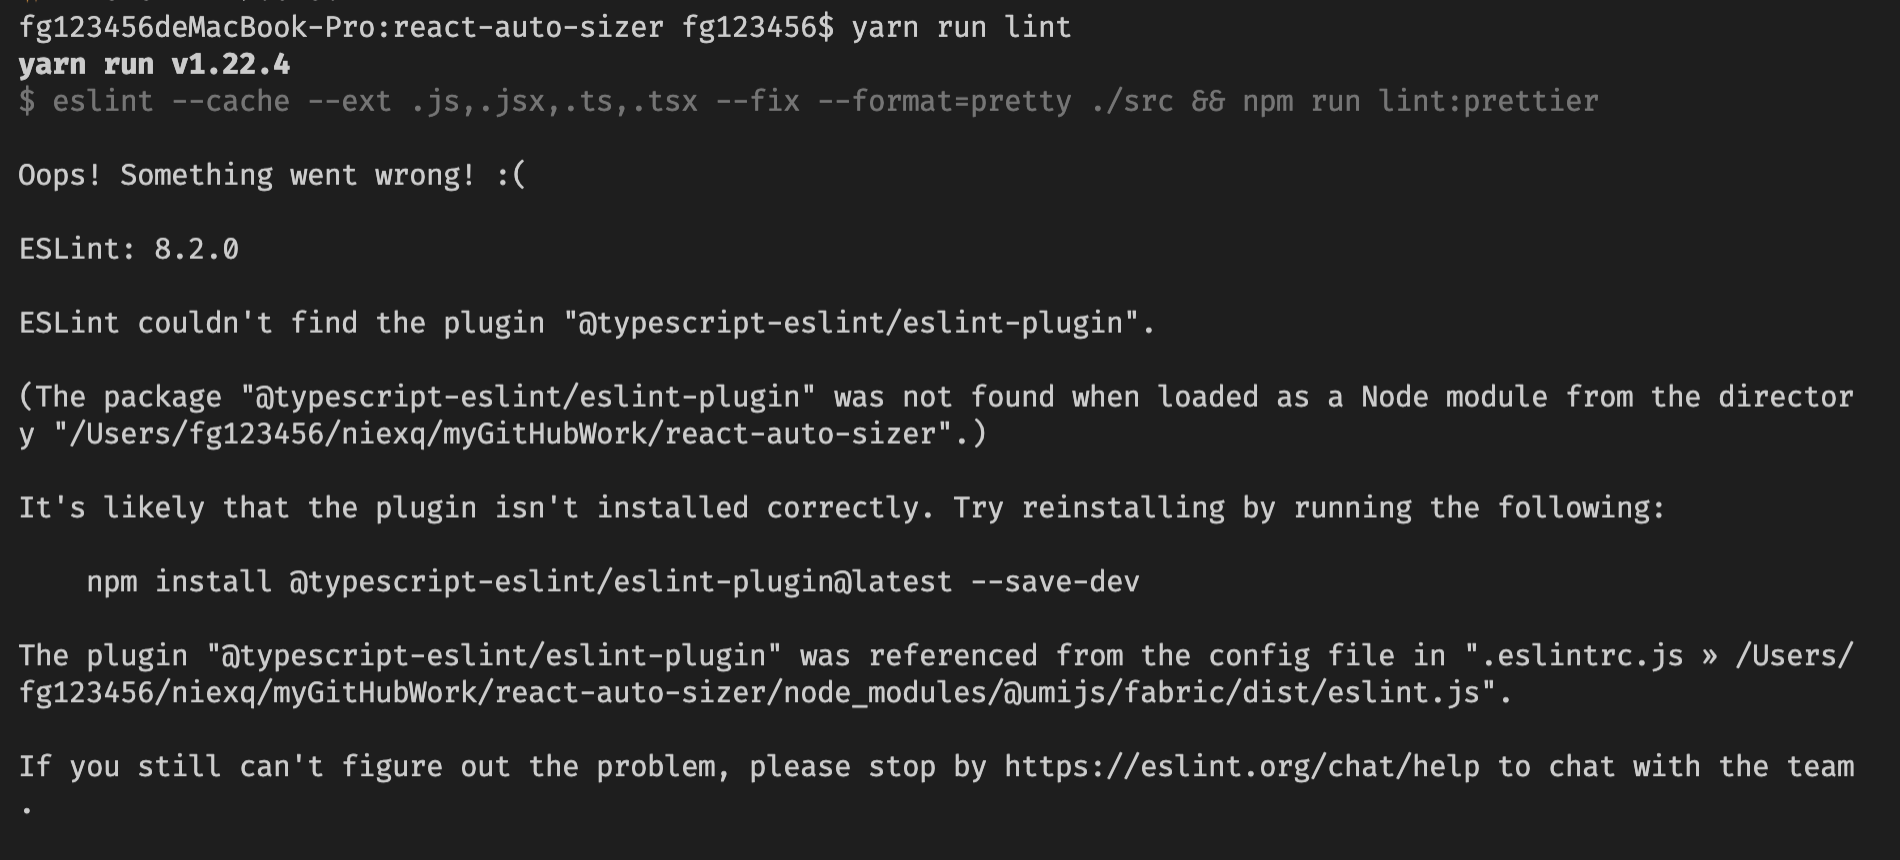 fg123456deMacBook-Pro:react-auto-sizer fg123456$ yarn run lint
yarn run v1.22.4
$ eslint --cache --ext .js,.jsx,.ts,.tsx --fix --format=pretty ./src && npm run lint:prettier
Oops! Something went wrong! :(
ESLint: 8.2.0
ESLint couldn't find the plugin "@typescript-eslint/eslint-plugin".
(The package "@typescript-eslint/eslint-plugin" was not found when loaded as a Node module from the director
y "/Users/fg123456/niexq/myGitHubWork/react-auto-sizer".)
It's likely that the plugin isn't installed correctly. Try reinstalling by running the following:
npm install @typescript-eslint/eslint-plugin@latest --save-dev
The plugin "@typescript-eslint/eslint-plugin" was referenced from the config file in ".eslintrc.js » /Users/
fg123456/niexq/myGitHubWork/react-auto-sizer/node_modules/@umijs/fabric/dist/eslint.js".
If you still can't figure out the problem, please stop by https://eslint.org/chat/help to chat with the team
.